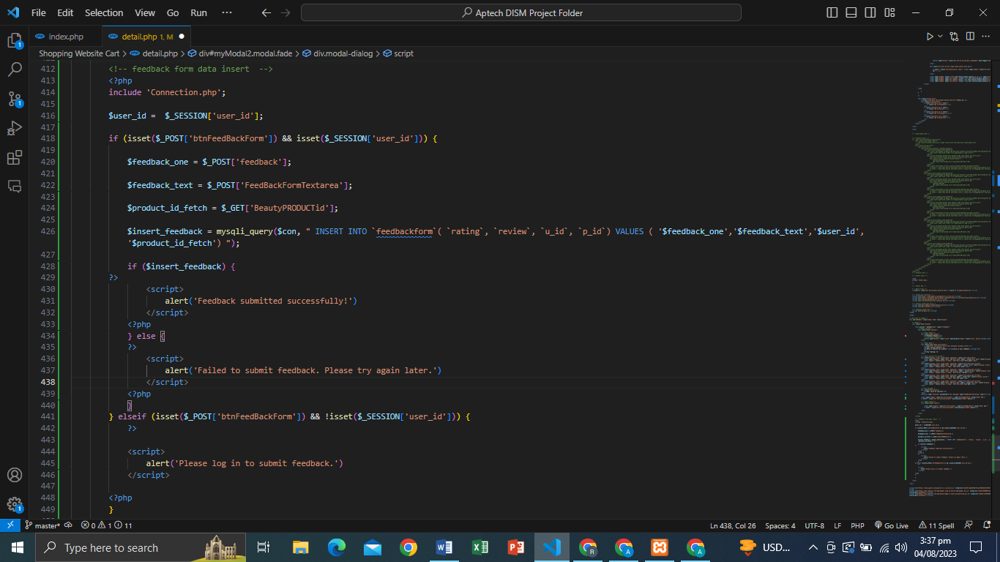 File Edit Selection View Go Run ··· Aptech DISM Project Folder
index.php detail.php 1, M
Shopping Website Cart > detail.php > div#myModal2.modal.fade > div.modal-dialog > script
412 <!-- feedback form data insert -->
413 <?php
414 include 'Connection.php';
415
416 $user_id = $_SESSION['user_id'];
417
418 if (isset($_POST['btnFeedBackForm']) && isset($_SESSION['user_id'])) {
419
420 $feedback_one = $_POST['feedback'];
421
422 $feedback_text = $_POST['FeedBackFormTextarea'];
423
424 $product_id_fetch = $_GET['BeautyPRODUCTid'];
425
426 $insert_feedback = mysqli_query($con, " INSERT INTO `feedbackform`( `rating`, `review`, `u_id`, `p_id`) VALUES ( '$feedback_one','$feedback_text','$user_id',
'$product_id_fetch') ");
427
428 if ($insert_feedback) {
429 ?>
430 <script>
431 alert('Feedback submitted successfully!')
432 </script>
433 <?php
434 } else {
435 ?>
436 <script>
437 alert('Failed to submit feedback. Please try again later.')
438 </script>
439 <?php
440 }
441 } elseif (isset($_POST['btnFeedBackForm']) && !isset($_SESSION['user_id'])) {
442 ?>
443
444 <script>
445 alert('Please log in to submit feedback.')
446 </script>
447
448 <?php
449 }
master* 0 1 11 Ln 438, Col 26 Spaces: 4 UTF-8 LF PHP Go Live 11 Spell
Type here to search USD... 3:37 pm
04/08/2023